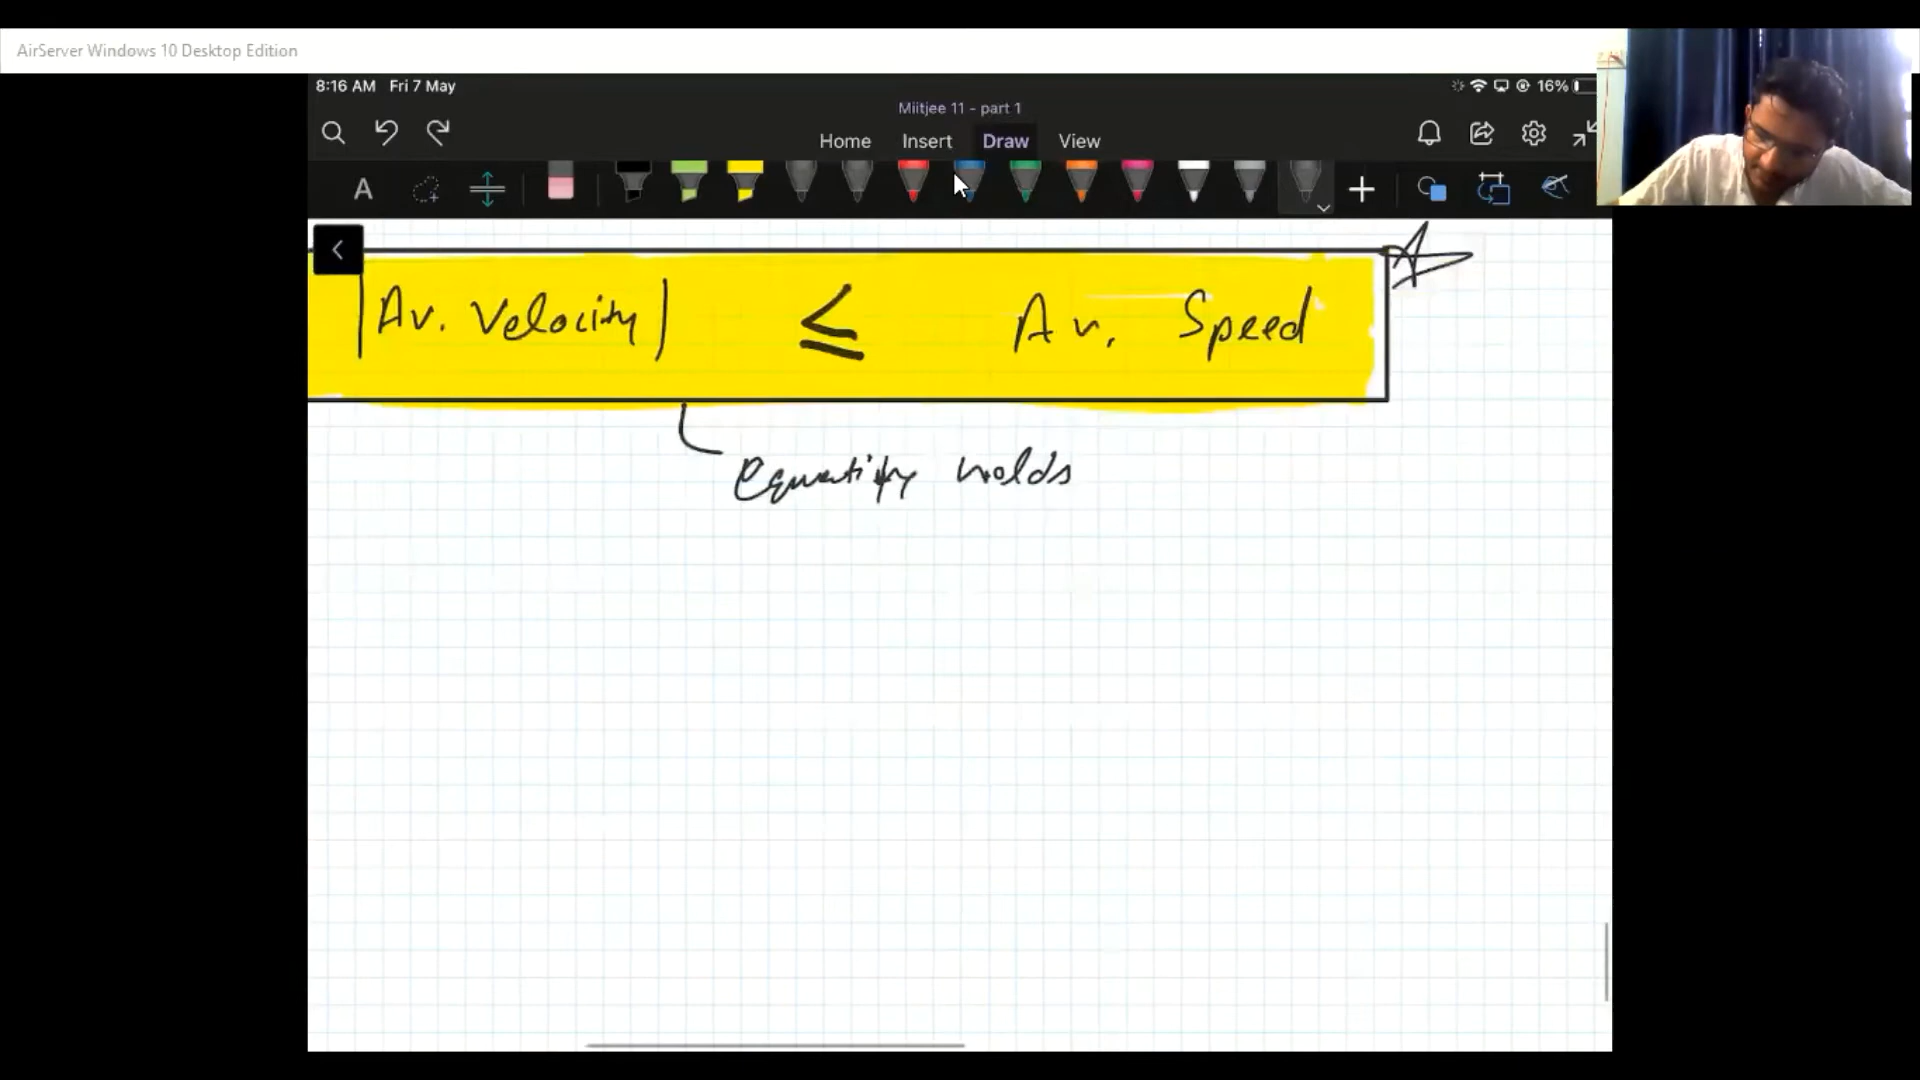 AirServer Windows 10 Desktop Edition
8:16 AM Fri 7 May
16%
Miitjee 11 - part 1
Home Insert Draw View
A
|Av. Velocity| ≤ Av. Speed
Equality holds